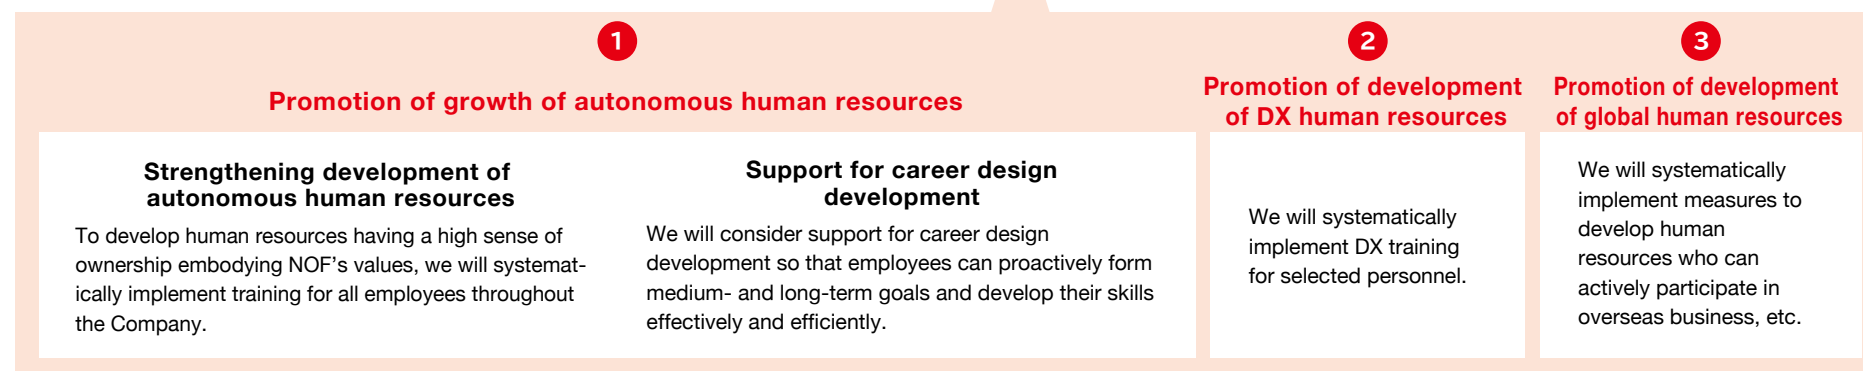 1
Promotion of growth of autonomous human resources
Strengthening development of
autonomous human resources
To develop human resources having a high sense of
ownership embodying NOF's values, we will systemat-
ically implement training for all employees throughout
the Company.
Support for career design
development
We will consider support for career design
development so that employees can proactively form
medium- and long-term goals and develop their skills
effectively and efficiently.
2
Promotion of development
of DX human resources
We will systematically
implement DX training
for selected personnel.
3
Promotion of development
of global human resources
We will systematically
implement measures to
develop human
resources who can
actively participate in
overseas business, etc.